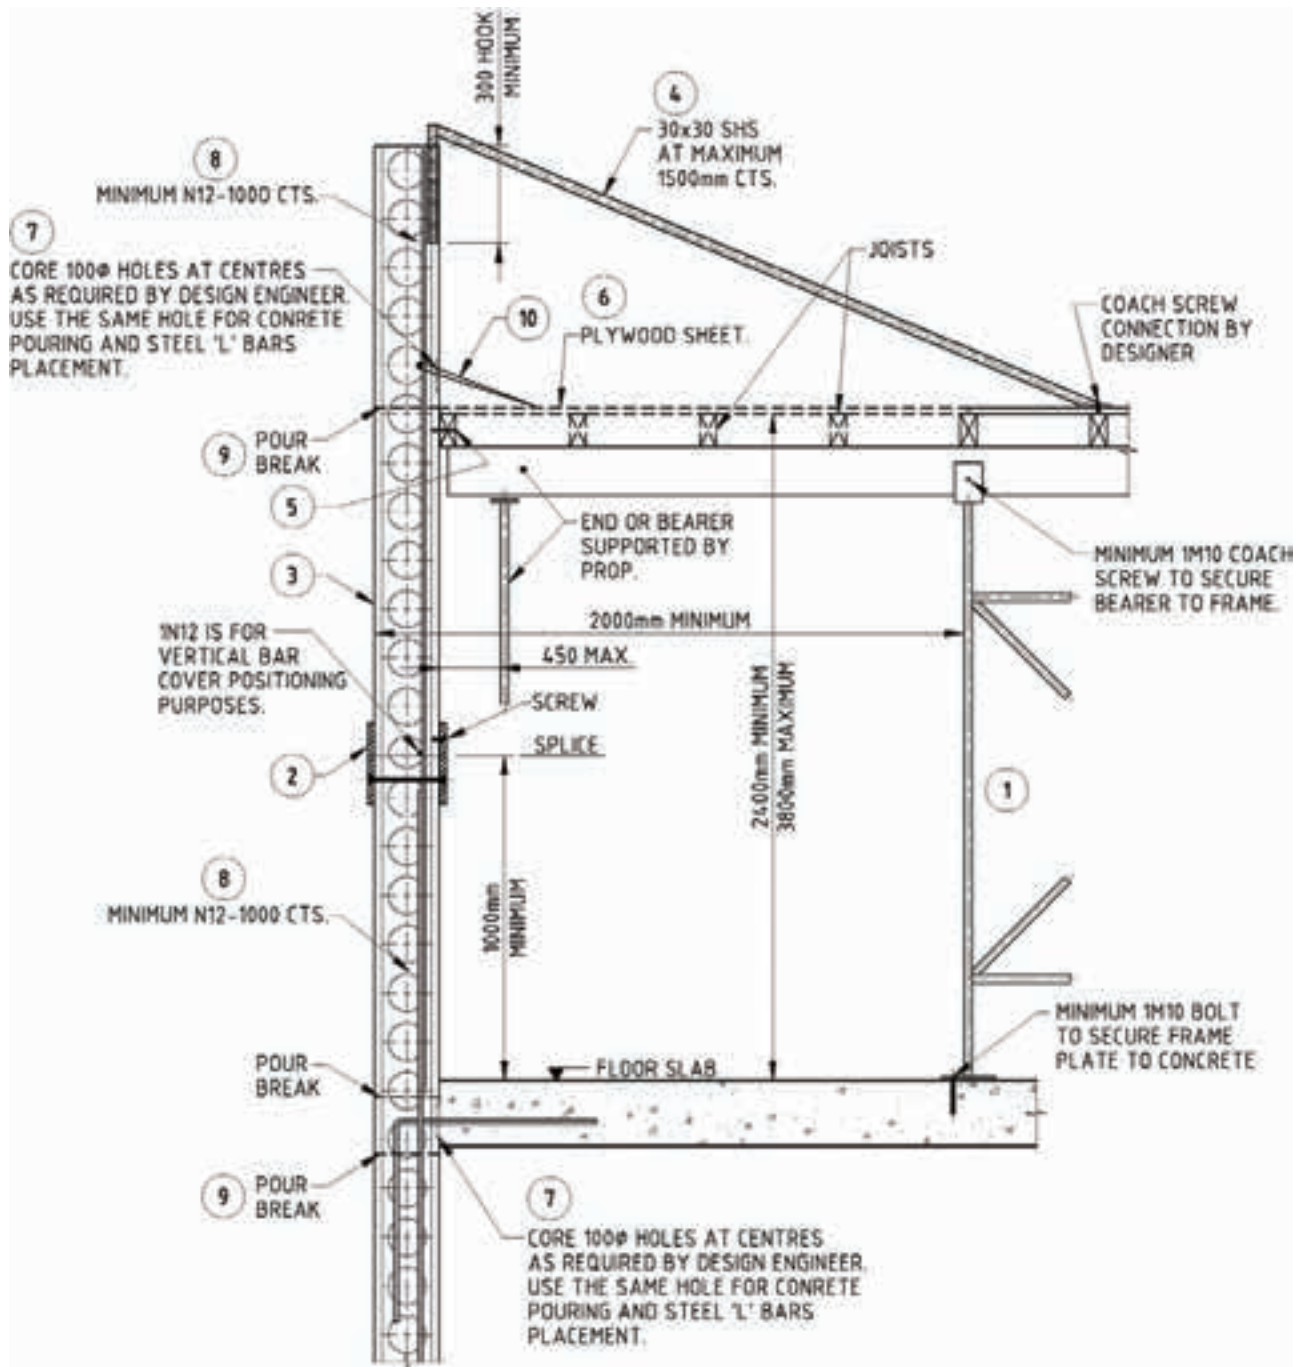 300 HOOK
MINIMUM
4
30x30 SHS
AT MAXIMUM
1500mm CTS.
8
MINIMUM N12-1000 CTS.
7
CORE 100Φ HOLES AT CENTRES
AS REQUIRED BY DESIGN ENGINEER.
USE THE SAME HOLE FOR CONRETE
POURING AND STEEL 'L' BARS
PLACEMENT.
JOISTS
6
PLYWOOD SHEET.
10
COACH SCREW
CONNECTION BY
DESIGNER
9
POUR
BREAK
5
END OR BEARER
SUPPORTED BY
PROP.
MINIMUM 1M10 COACH
SCREW TO SECURE
BEARER TO FRAME.
3
2000mm MINIMUM
1N12 IS FOR
VERTICAL BAR
COVER POSITIONING
PURPOSES.
450 MAX.
SCREW
SPLICE
2
2400mm MINIMUM
3800mm MAXIMUM
1
8
MINIMUM N12-1000 CTS.
1000mm
MINIMUM
MINIMUM 1M10 BOLT
TO SECURE FRAME
PLATE TO CONCRETE
POUR
BREAK
FLOOR SLAB
9
POUR
BREAK
7
CORE 100Φ HOLES AT CENTRES
AS REQUIRED BY DESIGN ENGINEER.
USE THE SAME HOLE FOR CONRETE
POURING AND STEEL 'L' BARS
PLACEMENT.